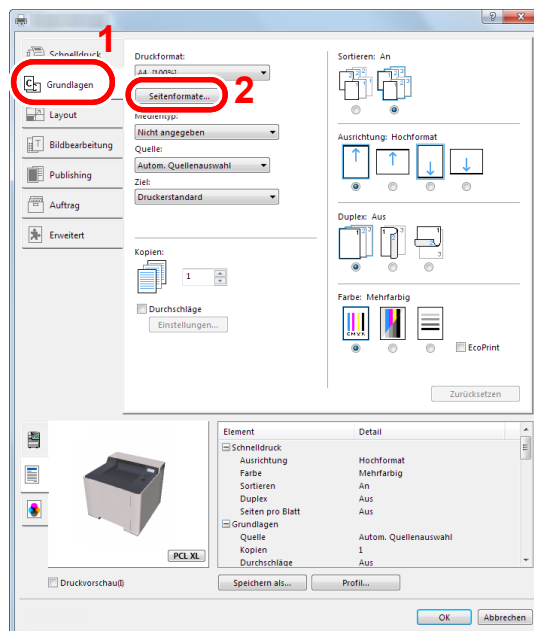 1
Schnelldruck
Grundlagen
Layout
Bildbearbeitung
Publishing
Auftrag
Erweitert
Druckformat:
A4 [100%]
Seitenformate...
2
Medientyp:
Nicht angegeben
Quelle:
Autom. Quellenauswahl
Ziel:
Druckerstandard
Kopien:
1
Durchschläge
Einstellungen...
Sortieren: An
Ausrichtung: Hochformat
Duplex: Aus
Farbe: Mehrfarbig
CMYK
EcoPrint
Zurücksetzen
PCL XL
Druckvorschau(I)
Element Detail
Schnelldruck
Ausrichtung Hochformat
Farbe Mehrfarbig
Sortieren An
Duplex Aus
Seiten pro Blatt Aus
Grundlagen
Quelle Autom. Quellenauswahl
Kopien 1
Durchschläge Aus
Speichern als... Profil...
OK Abbrechen